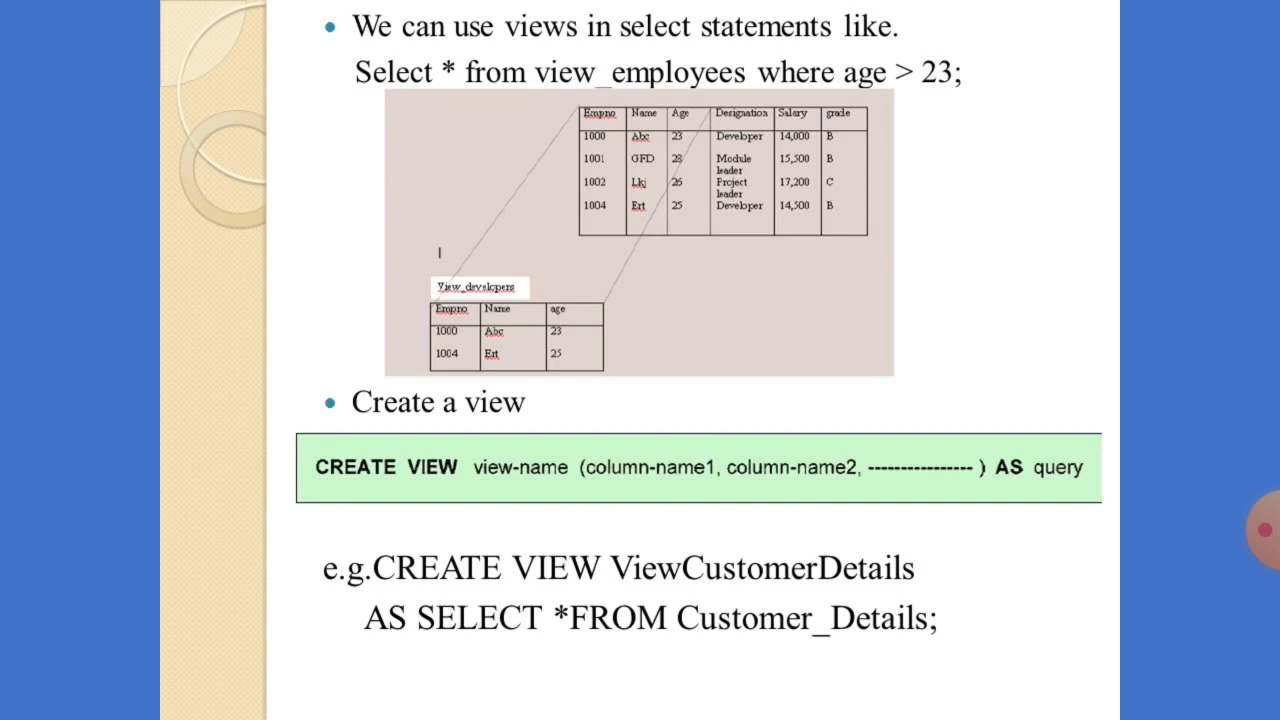 We can use views in select statements like.
Select * from view_employees where age > 23;
Empno Name Age Designation Salary grade
1000 Abc 23 Developer 14,000 B
1001 GFD 28 Module leader 15,500 B
1002 Lkj 26 Project leader 17,200 C
1004 Ert 25 Developer 14,500 B
View_developers
Empno Name age
1000 Abc 23
1004 Ert 25
Create a view
CREATE VIEW view-name (column-name1, column-name2, ---------------- ) AS query
e.g.CREATE VIEW ViewCustomerDetails
AS SELECT *FROM Customer_Details;